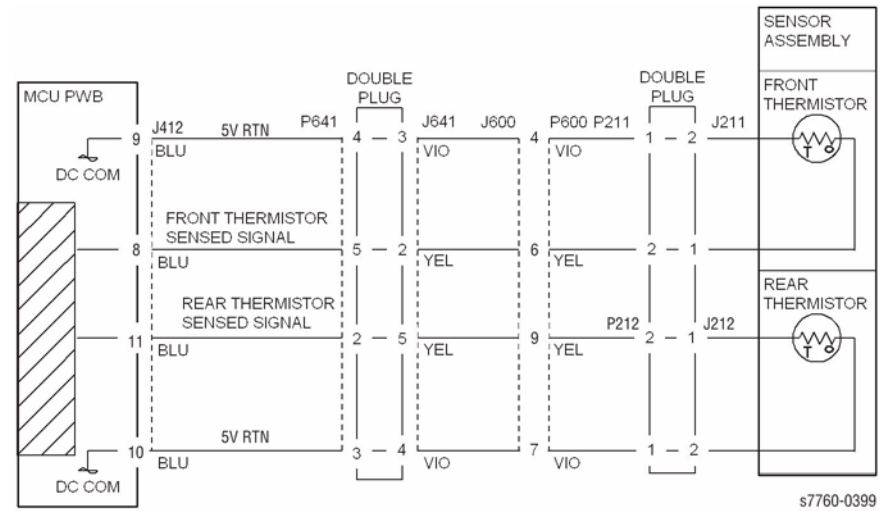 SENSOR
ASSEMBLY
MCU PWB
DOUBLE
PLUG
DOUBLE
PLUG
FRONT
THERMISTOR
9 J412 5V RTN P641 4 – 3 J641 J600 4 P600 P211 1 – 2 J211
BLU VIO VIO
T
DC COM
FRONT THERMISTOR
SENSED SIGNAL
8 5 – 2 6 2 – 1
BLU YEL YEL
REAR THERMISTOR
SENSED SIGNAL
REAR
THERMISTOR
11 2 – 5 9 P212 2 – 1 J212
BLU YEL YEL
T
5V RTN
10 3 – 4 7 1 – 2
BLU VIO VIO
DC COM
s7760-0399